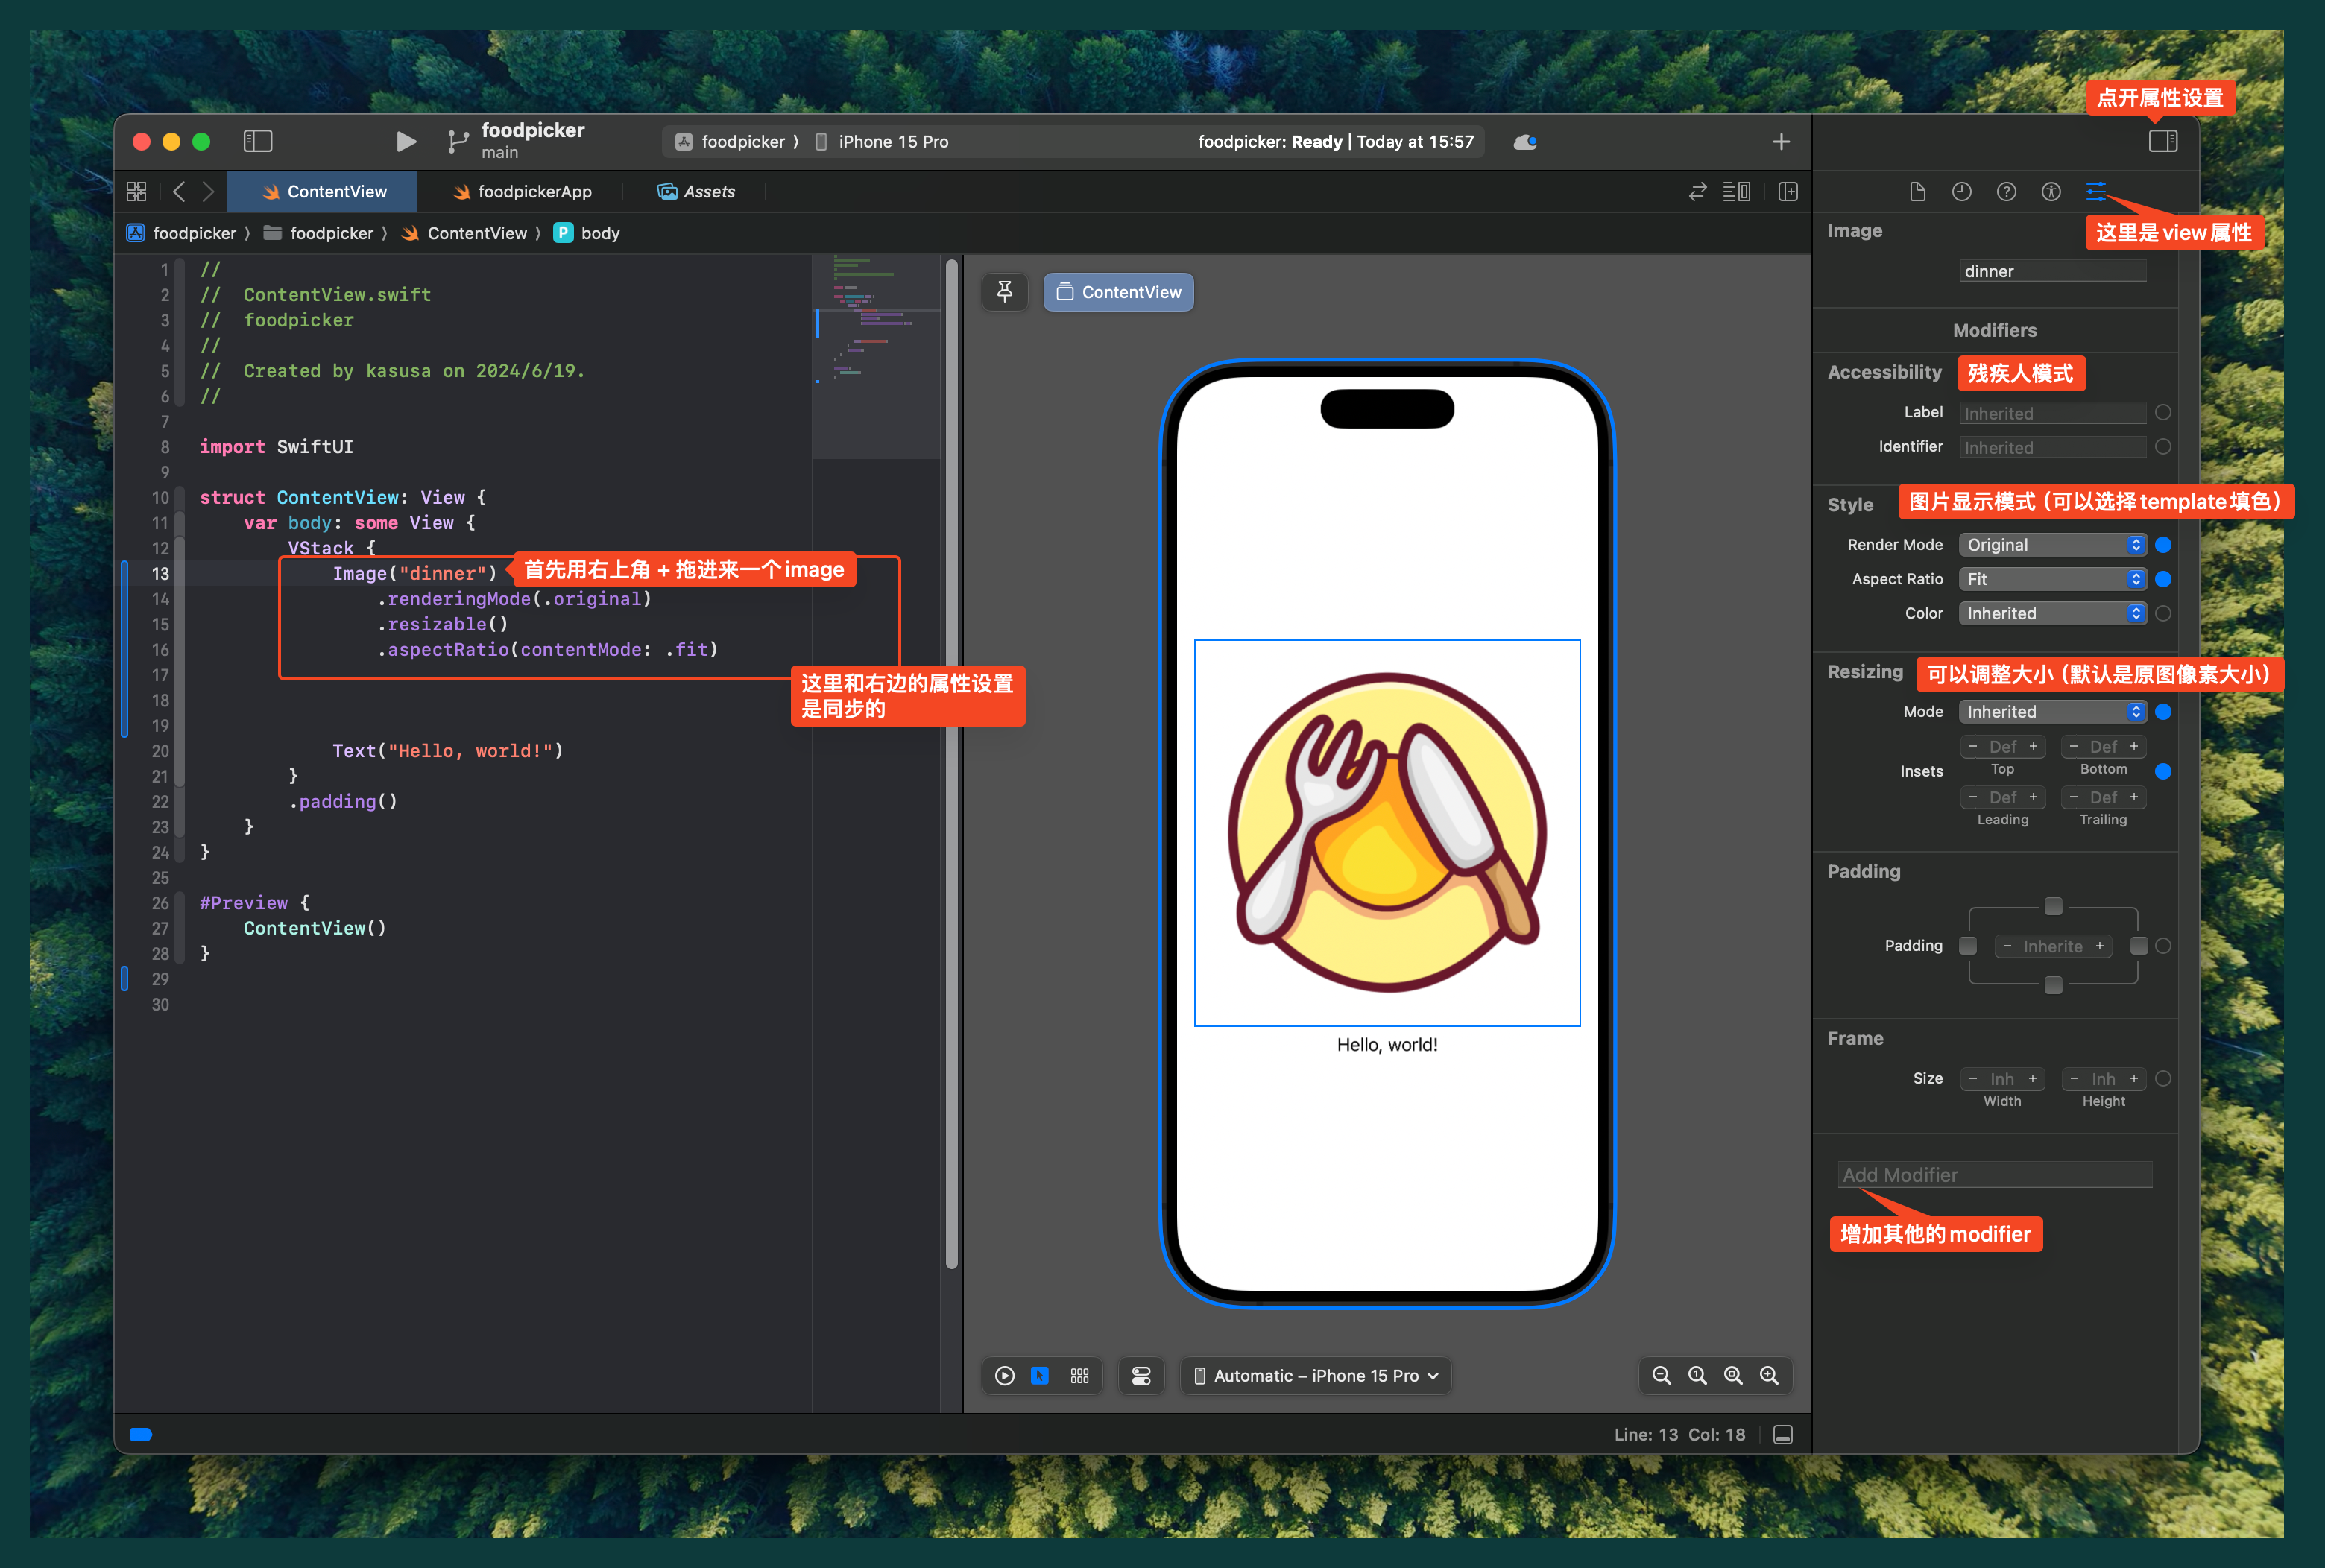 点开属性设置
foodpicker
main
foodpicker 〉 iPhone 15 Pro
foodpicker: Ready | Today at 15:57
ContentView
foodpickerApp
Assets
foodpicker 〉 foodpicker 〉 ContentView 〉 P body
这里是view属性
1 //
2 //  ContentView.swift
3 //  foodpicker
4 //
5 //  Created by kasusa on 2024/6/19.
6 //
7
8 import SwiftUI
9
10 struct ContentView: View {
11     var body: some View {
12         VStack {
13             Image("dinner")
首先用右上角 + 拖进来一个image
14                 .renderingMode(.original)
15                 .resizable()
16                 .aspectRatio(contentMode: .fit)
17
这里和右边的属性设置
是同步的
18
19
20             Text("Hello, world!")
21         }
22         .padding()
23     }
24 }
25
26 #Preview {
27     ContentView()
28 }
29
30
ContentView
Hello, world!
Automatic – iPhone 15 Pro
Line: 13 Col: 18
Image
dinner
Modifiers
Accessibility
残疾人模式
Label Inherited
Identifier Inherited
Style
图片显示模式（可以选择template填色）
Render Mode Original
Aspect Ratio Fit
Color Inherited
Resizing
可以调整大小（默认是原图像素大小）
Mode Inherited
− Def + − Def +
Insets
Top Bottom
− Def + − Def +
Leading Trailing
Padding
Padding − Inherite +
Frame
Size − Inh + − Inh +
Width Height
Add Modifier
增加其他的modifier